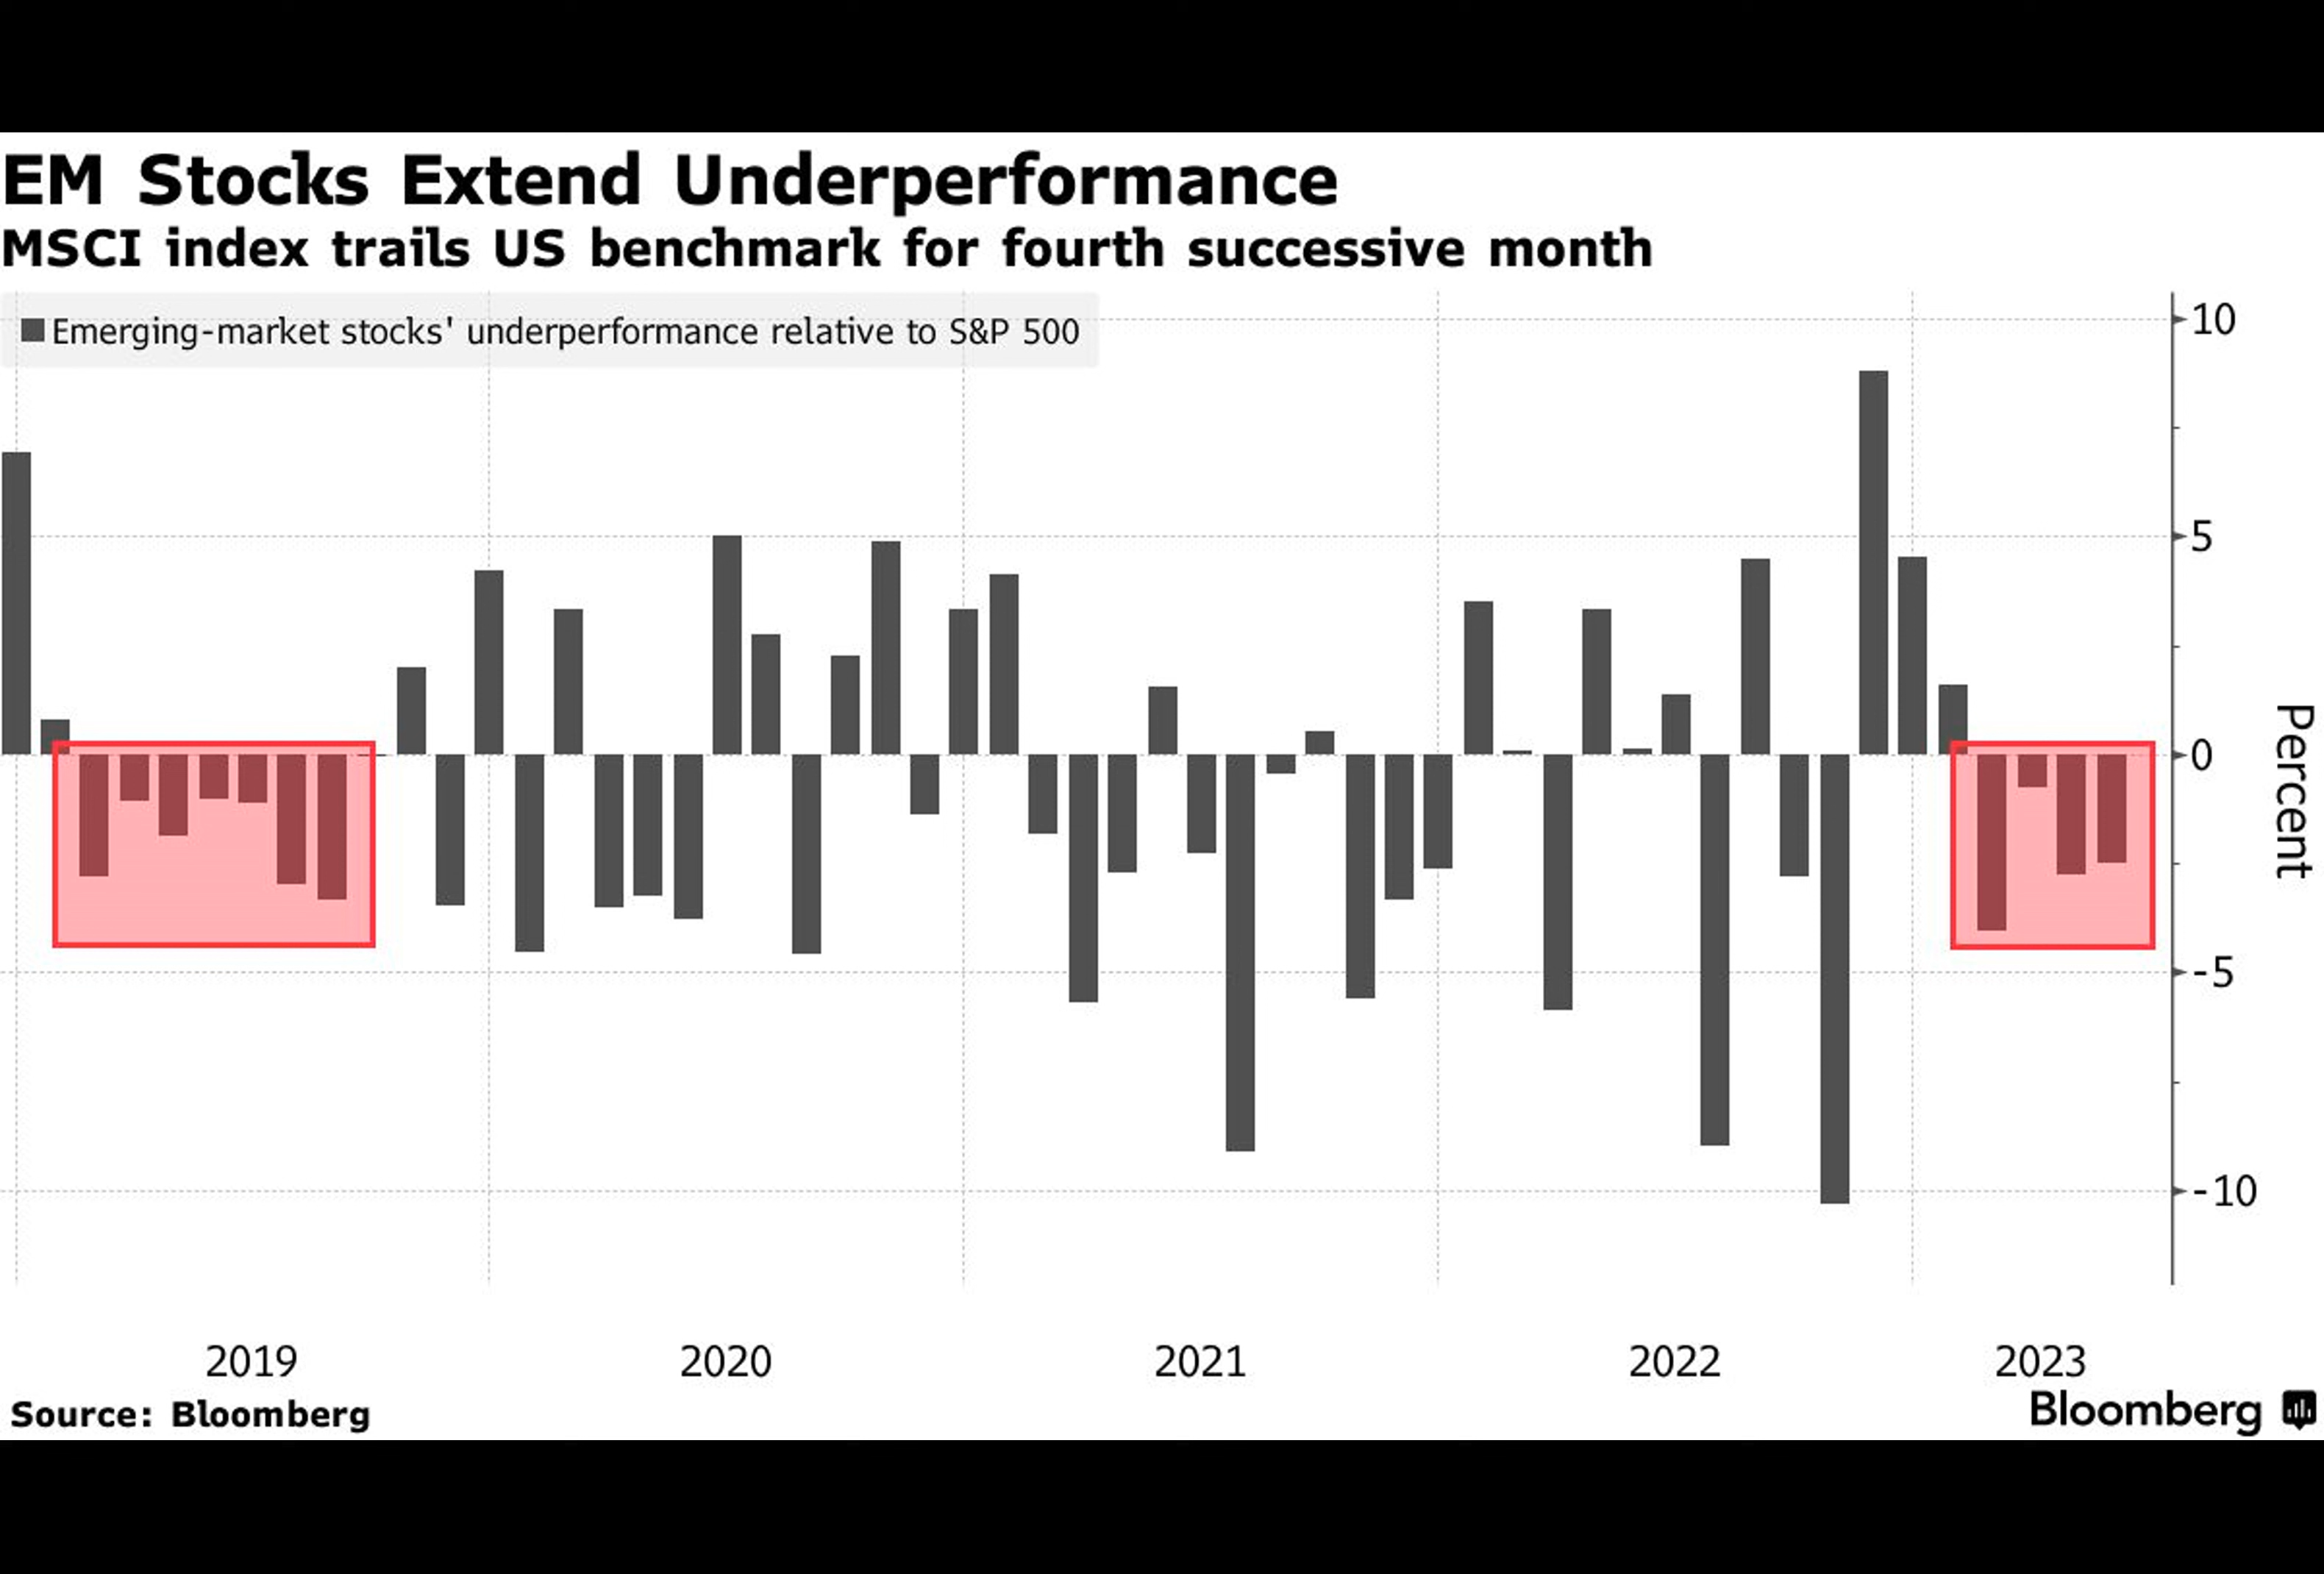 EM Stocks Extend Underperformance
MSCI index trails US benchmark for fourth successive month
Emerging-market stocks' underperformance relative to S&P 500
10
5
0
-5
-10
Percent
2019 2020 2021 2022 2023
Source: Bloomberg
Bloomberg